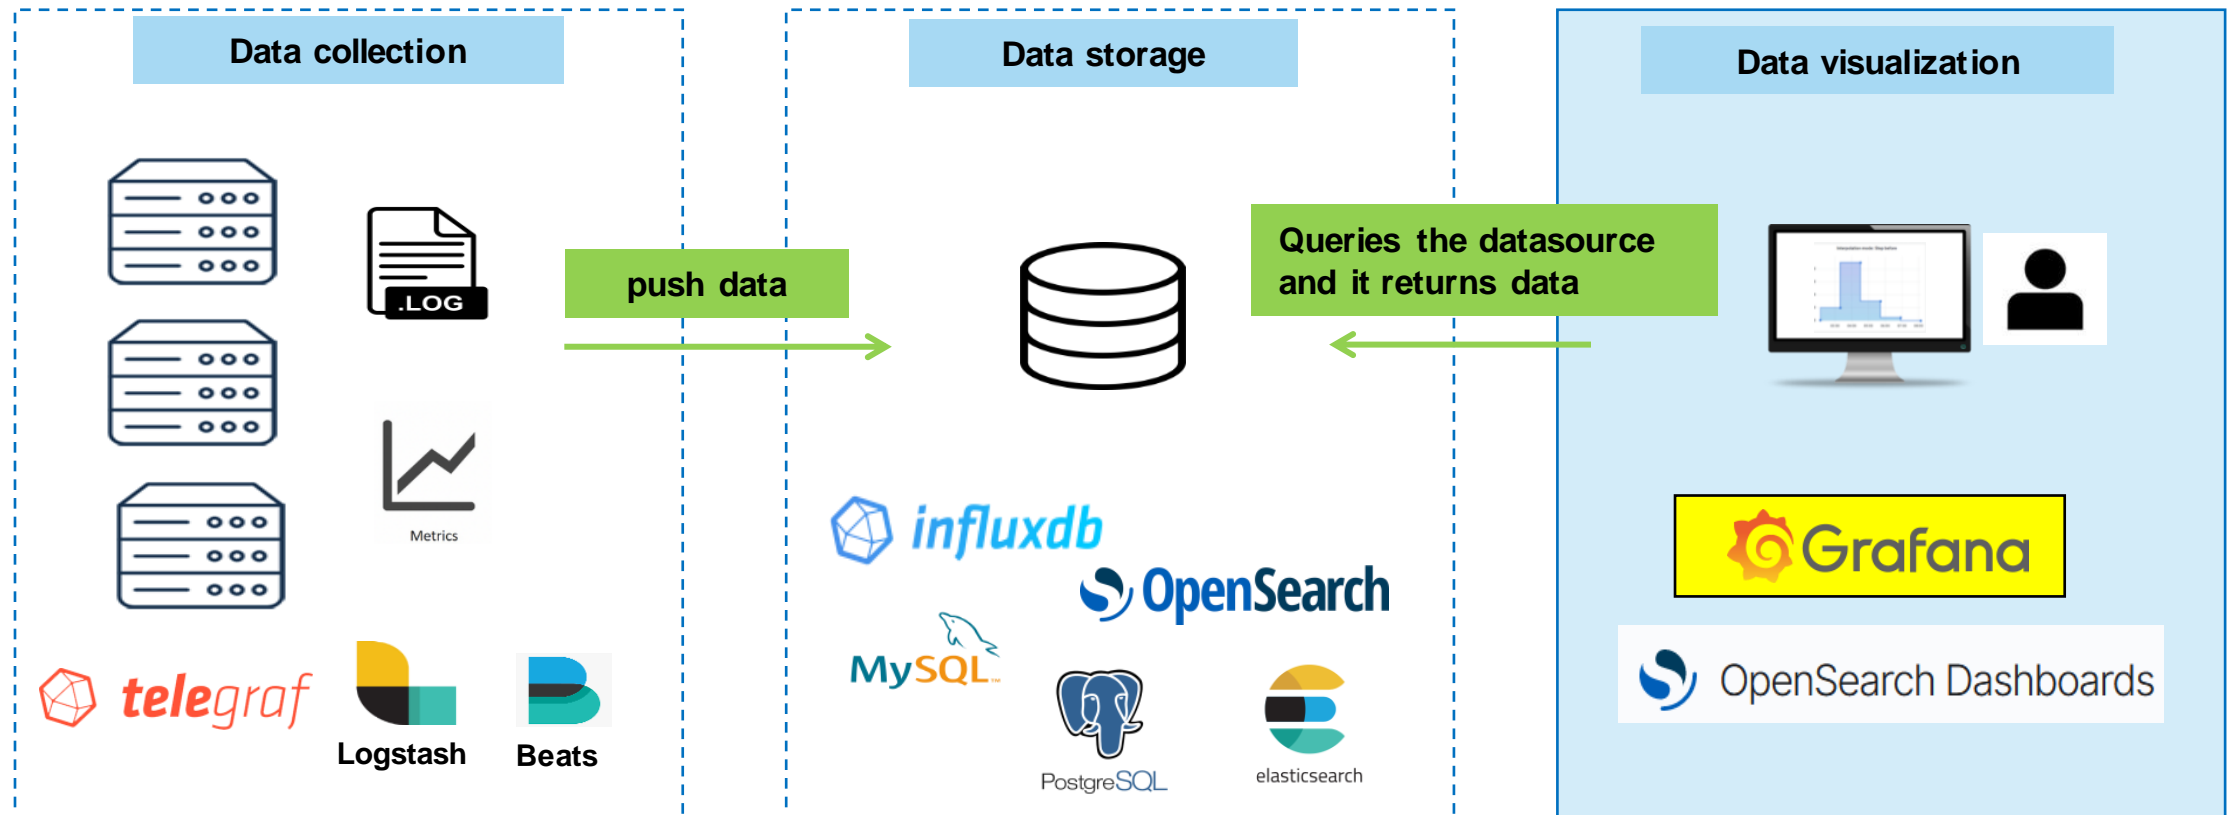 Data collection
Data storage
Data visualization
.LOG
push data
Queries the datasource
and it returns data
Metrics
influxdb
OpenSearch
Grafana
MySQL
telegraf
OpenSearch Dashboards
Logstash
Beats
PostgreSQL
elasticsearch